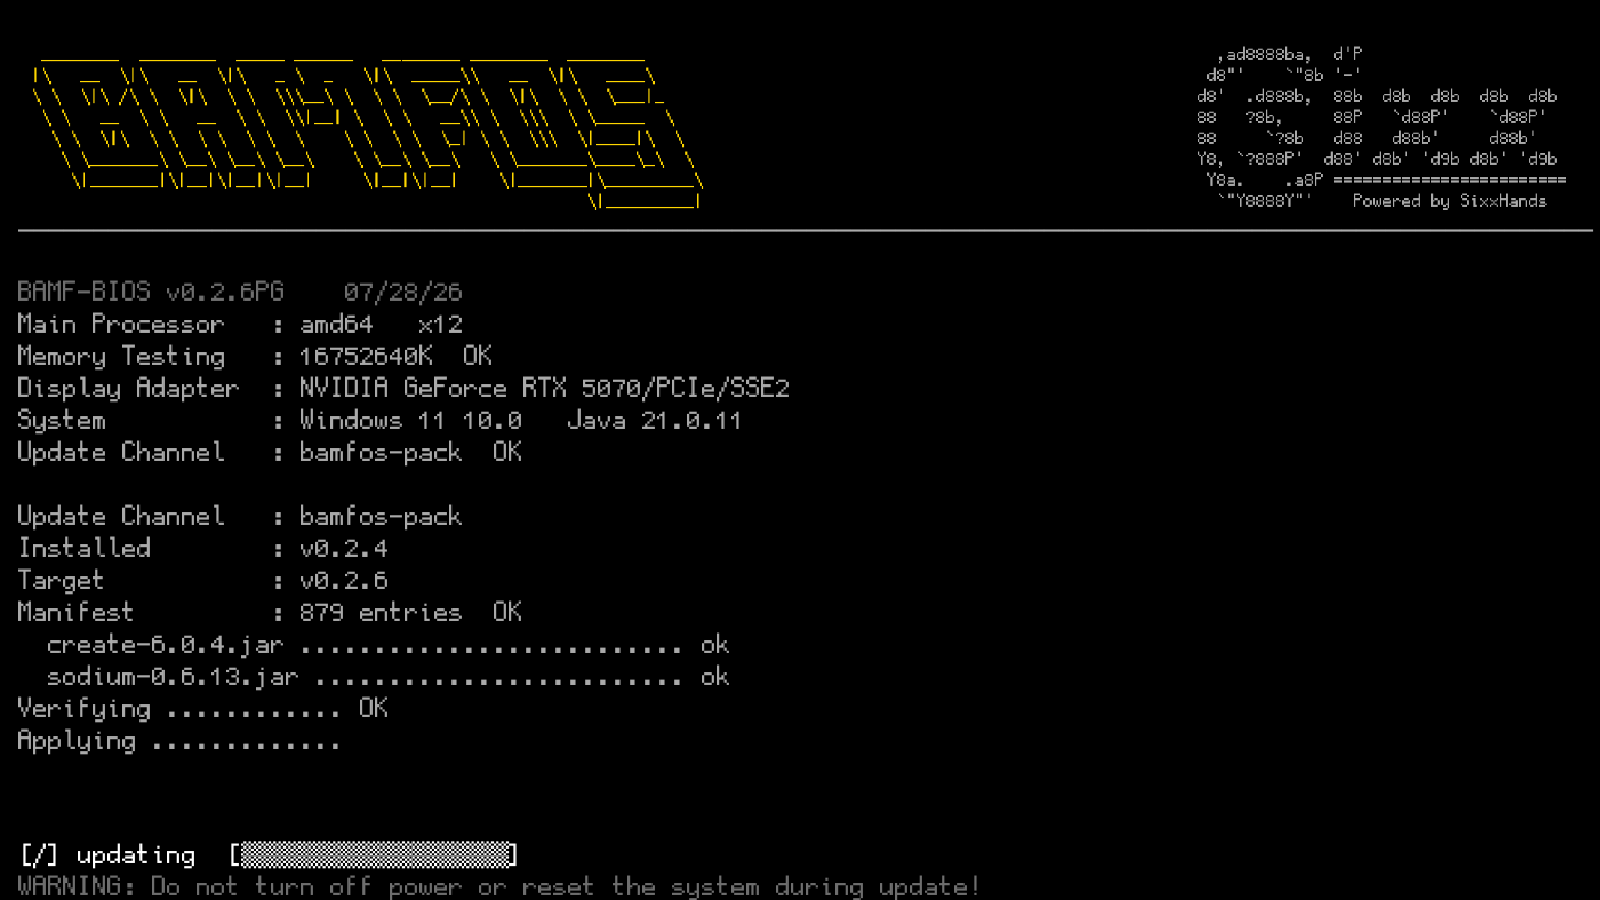 BAMFOS
Sixx
Powered by SixxHands
BAMF-BIOS v0.2.6PG    07/28/26
Main Processor   : amd64   x12
Memory Testing   : 16752640K  OK
Display Adapter  : NVIDIA GeForce RTX 5070/PCIe/SSE2
System           : Windows 11 10.0   Java 21.0.11
Update Channel   : bamfos-pack  OK
Update Channel   : bamfos-pack
Installed        : v0.2.4
Target           : v0.2.6
Manifest         : 879 entries  OK
create-6.0.4.jar .......................... ok
sodium-0.6.13.jar ......................... ok
Verifying ............ OK
Applying .............
[/] updating  [▒▒▒▒▒▒▒▒▒▒▒▒▒▒▒▒▒▒]
WARNING: Do not turn off power or reset the system during update!